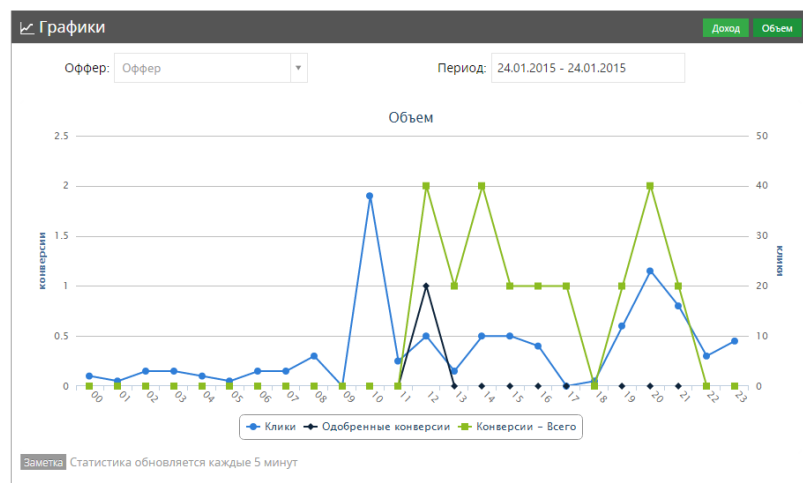 Графики
Доход
Объем
Оффер: Оффер
Период: 24.01.2015 - 24.01.2015
Объем
2.5
2
1.5
1
0.5
0
конверсии
50
40
30
20
10
0
клики
00 01 02 03 04 05 06 07 08 09 10 11 12 13 14 15 16 17 18 19 20 21 22 23
Клики Одобренные конверсии Конверсии - Всего
Заметка Статистика обновляется каждые 5 минут